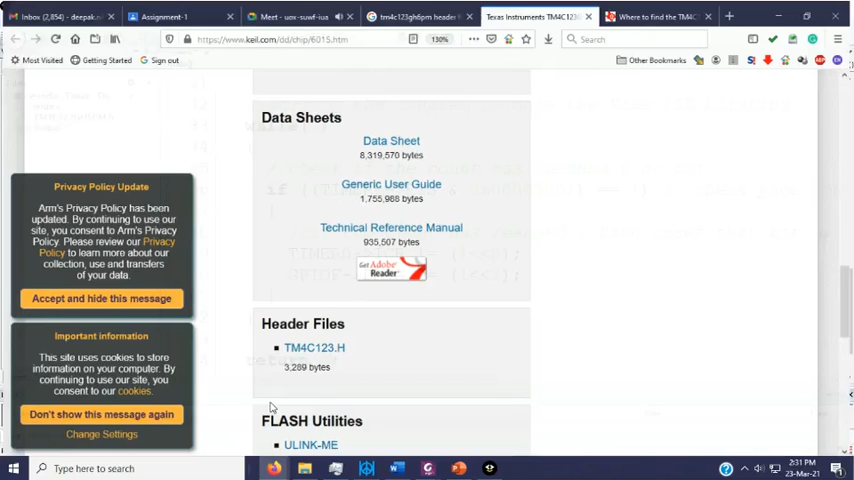 Inbox (2,854) - deepak.n
Assignment-1
Meet - uox-suwf-iua
tm4c123gh6pm header
Texas Instruments TM4C123
Where to find the TM4C
https://www.keil.com/dd/chip/6015.htm
130%
Search
Most Visited
Getting Started
Sign out
Other Bookmarks
Data Sheets
Data Sheet
8,319,570 bytes
Generic User Guide
1,755,988 bytes
Technical Reference Manual
935,507 bytes
Get Adobe
Reader
Header Files
TM4C123.H
3,289 bytes
FLASH Utilities
ULINK-ME
Privacy Policy Update
Arm's Privacy Policy has been
updated. By continuing to use our
site, you consent to Arm's Privacy
Policy. Please review our Privacy
Policy to learn more about our
collection, use and transfers
of your data.
Accept and hide this message
Important information
This site uses cookies to store
information on your computer. By
continuing to use our site, you
consent to our cookies.
Don't show this message again
Change Settings
Type here to search
2:31 PM
23-Mar-21